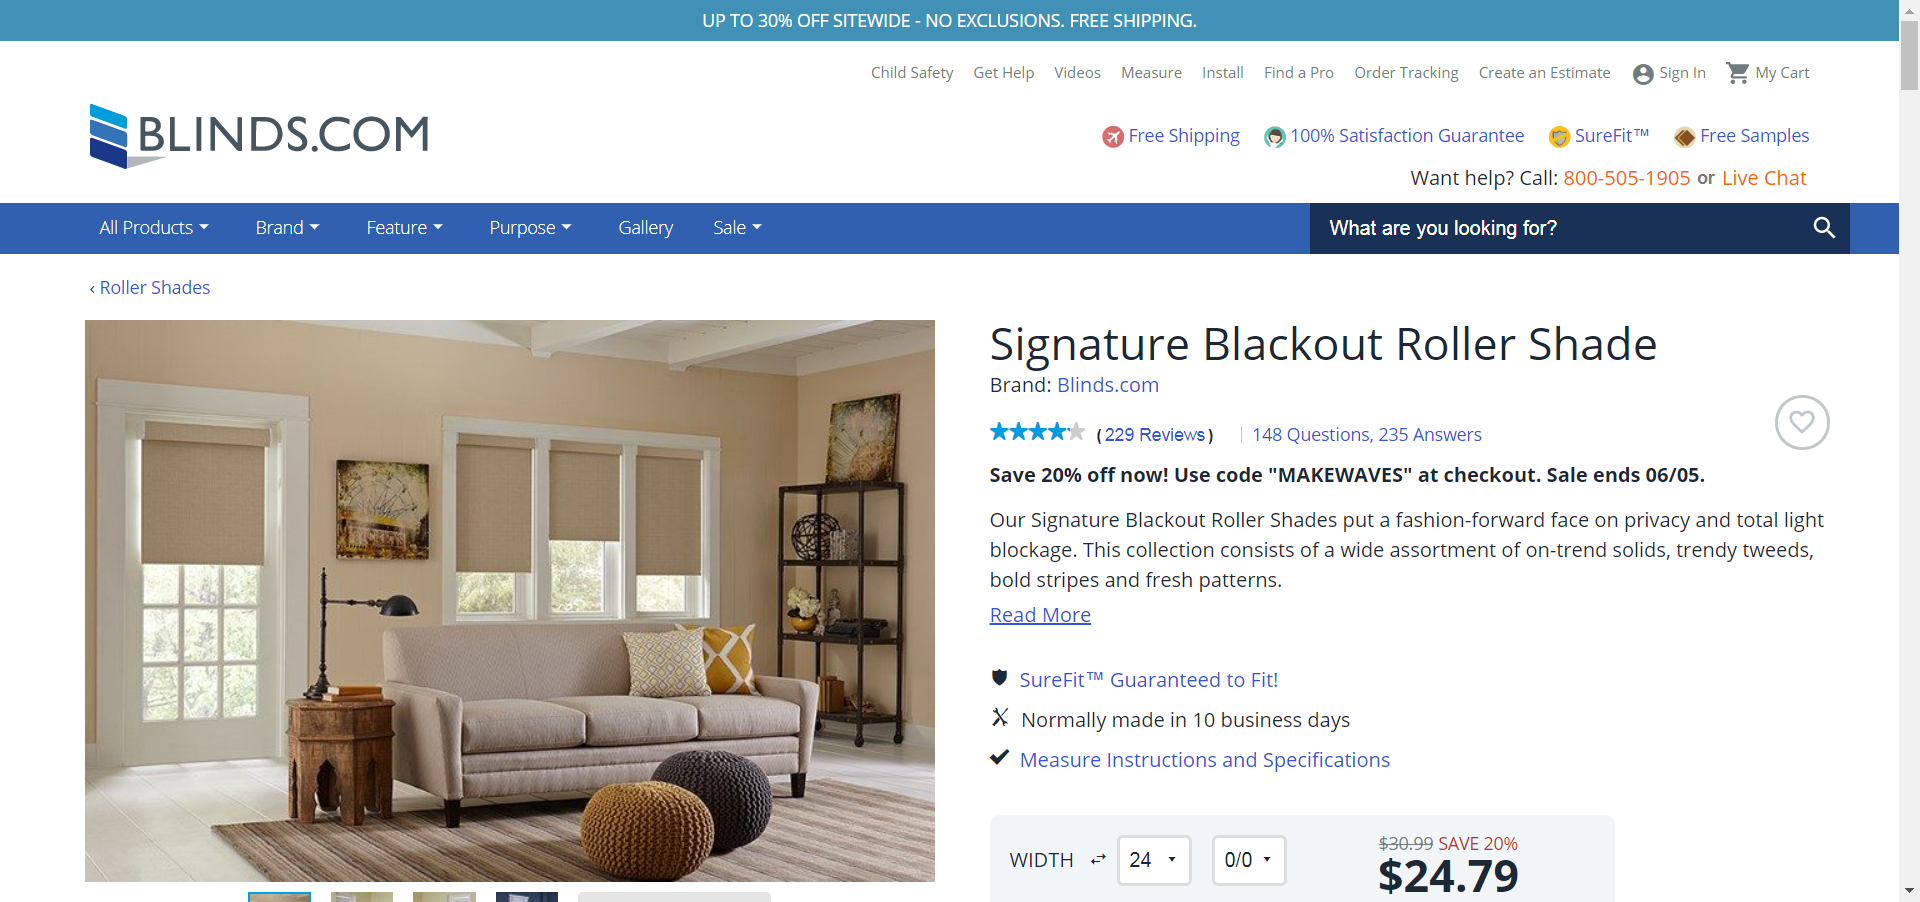 UP TO 30% OFF SITEWIDE - NO EXCLUSIONS. FREE SHIPPING.
Child Safety Get Help Videos Measure Install Find a Pro Order Tracking Create an Estimate Sign In My Cart
BLINDS.COM
Free Shipping 100% Satisfaction Guarantee SureFit™ Free Samples
Want help? Call: 800-505-1905 or Live Chat
All Products Brand Feature Purpose Gallery Sale What are you looking for?
‹ Roller Shades
Signature Blackout Roller Shade
Brand: Blinds.com
( 229 Reviews ) 148 Questions, 235 Answers
Save 20% off now! Use code "MAKEWAVES" at checkout. Sale ends 06/05.
Our Signature Blackout Roller Shades put a fashion-forward face on privacy and total light
blockage. This collection consists of a wide assortment of on-trend solids, trendy tweeds,
bold stripes and fresh patterns.
Read More
SureFit™ Guaranteed to Fit!
Normally made in 10 business days
Measure Instructions and Specifications
$30.99 SAVE 20%
WIDTH 24 0/0 $24.79